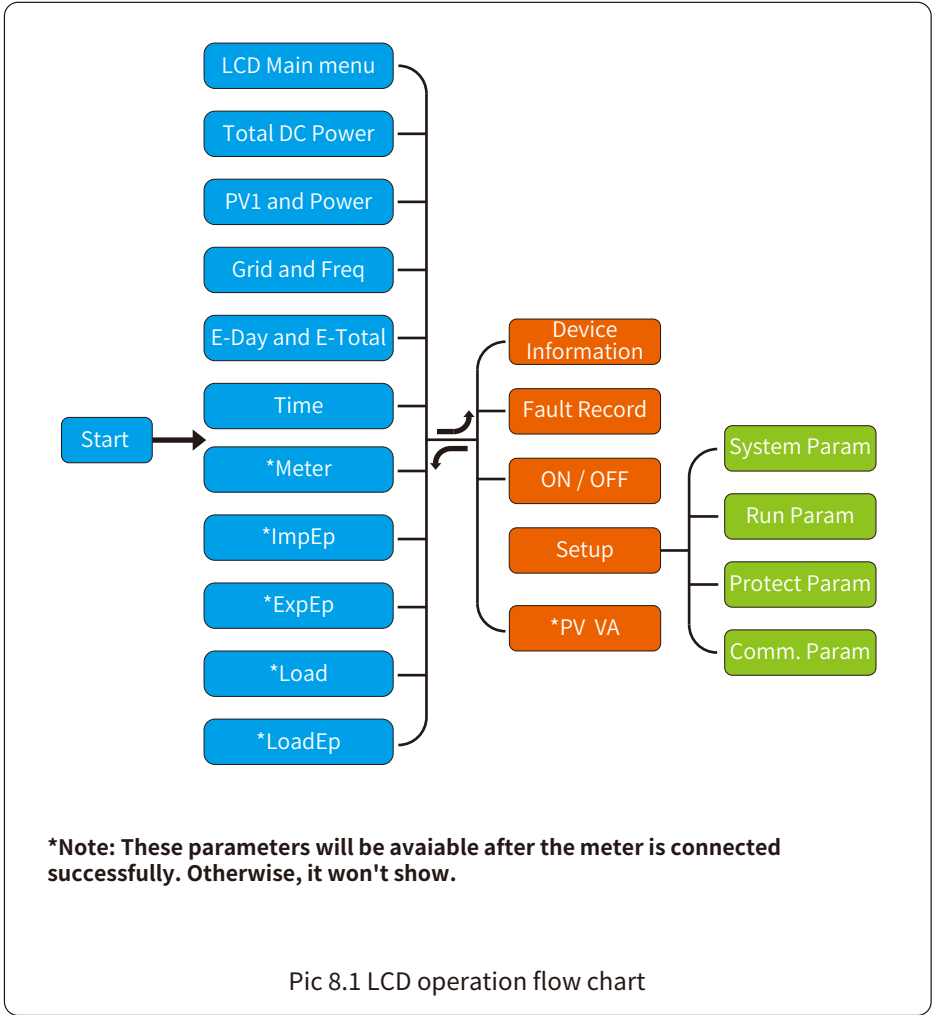 LCD Main menu
Total DC Power
PV1 and Power
Grid and Freq
E-Day and E-Total
Time
Start
*Meter
*ImpEp
*ExpEp
*Load
*LoadEp
Device
Information
Fault Record
ON / OFF
Setup
*PV VA
System Param
Run Param
Protect Param
Comm. Param
*Note: These parameters will be avaiable after the meter is connected
successfully. Otherwise, it won't show.
Pic 8.1 LCD operation flow chart